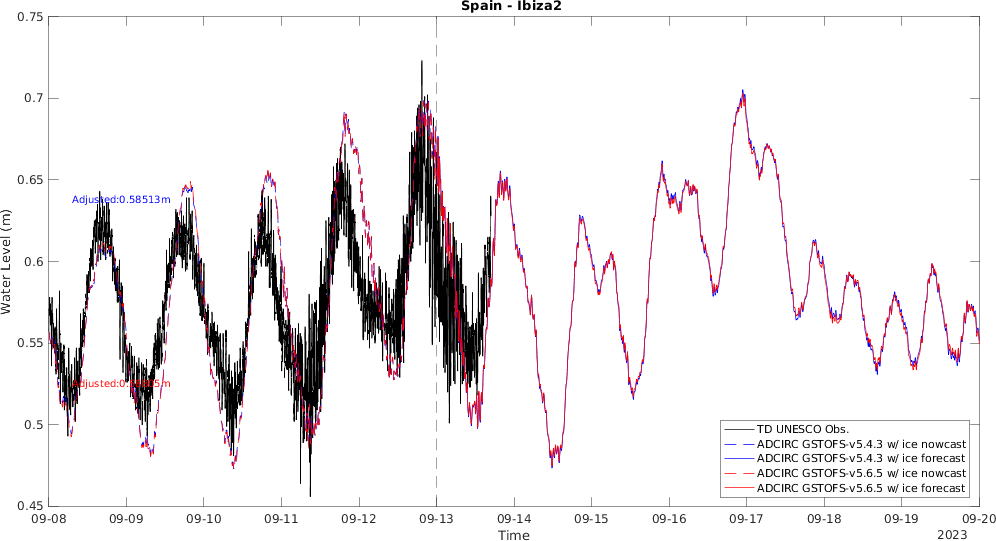 Spain - Ibiza2
0.75
0.7
0.65
0.6
0.55
0.5
0.45
Water Level (m)
Adjusted:0.58513m
TD UNESCO Obs.
ADCIRC GSTOFS-v5.4.3 w/ ice nowcast
ADCIRC GSTOFS-v5.4.3 w/ ice forecast
ADCIRC GSTOFS-v5.6.5 w/ ice nowcast
ADCIRC GSTOFS-v5.6.5 w/ ice forecast
09-08 09-09 09-10 09-11 09-12 09-13 09-14 09-15 09-16 09-17 09-18 09-19 09-20
Time
2023